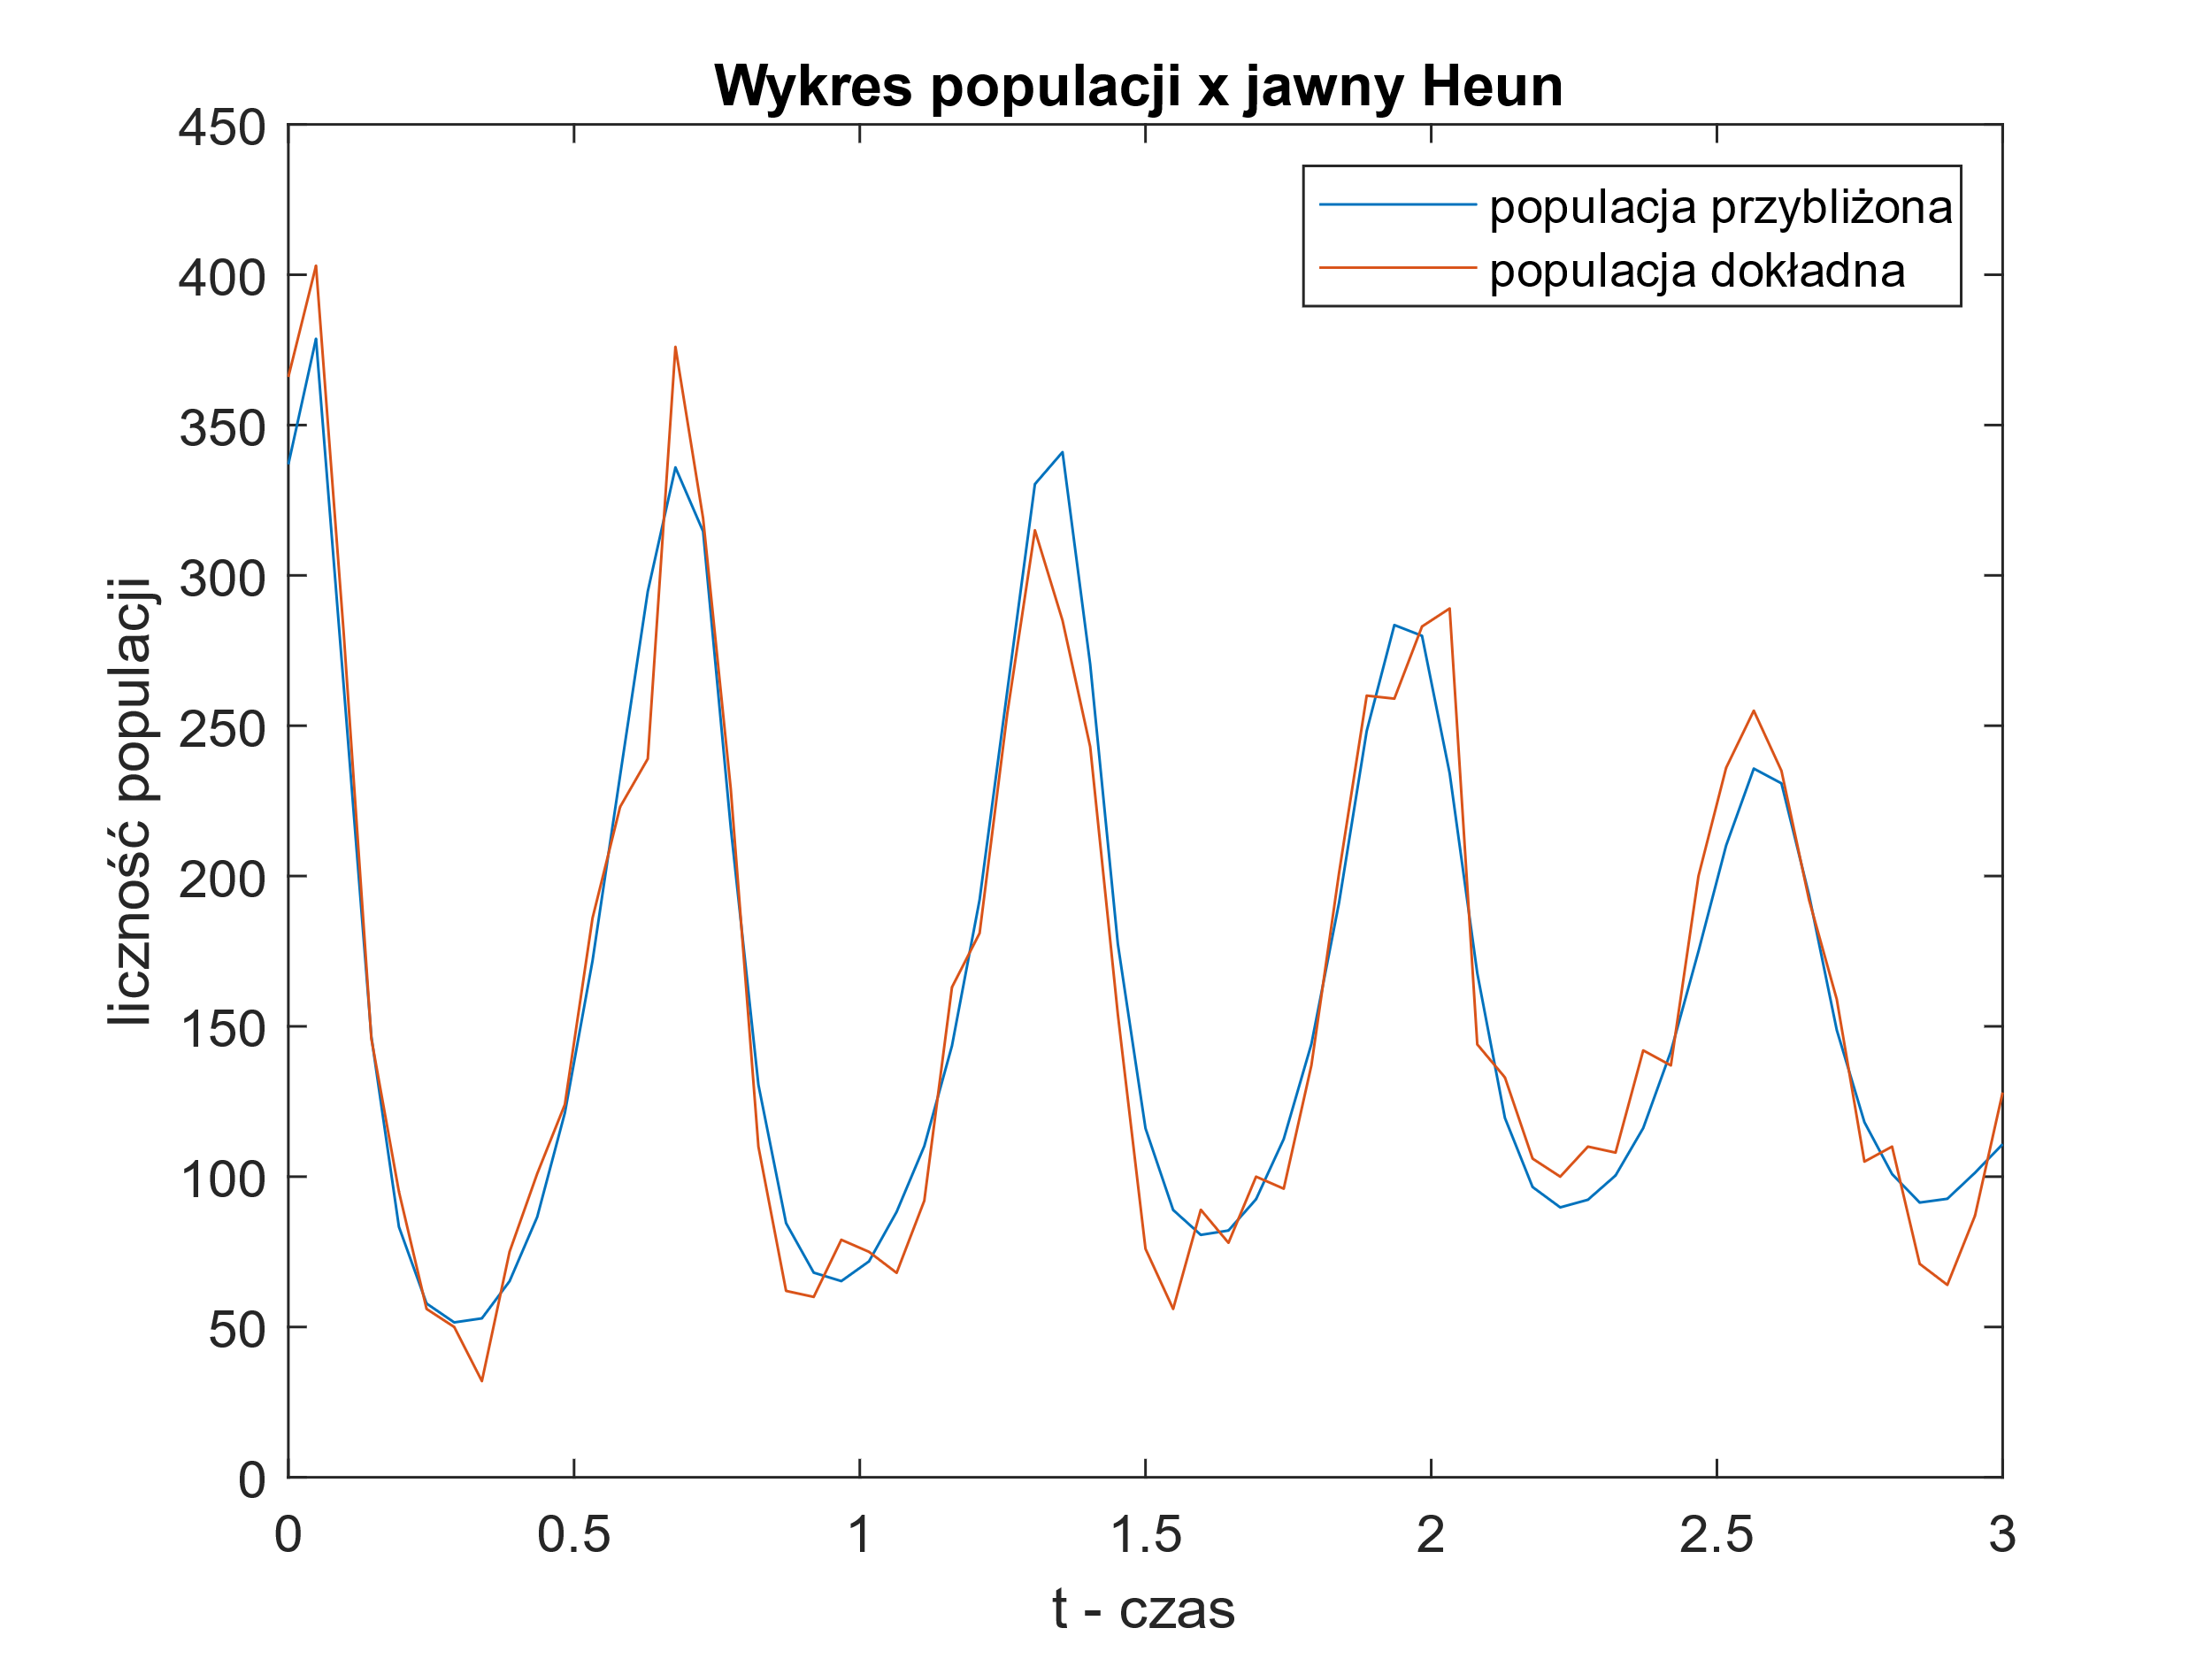 Wykres populacji x jawny Heun
450
400
350
300
250
200
150
100
50
0
liczność populacji
populacja przybliżona
populacja dokładna
0 0.5 1 1.5 2 2.5 3
t - czas